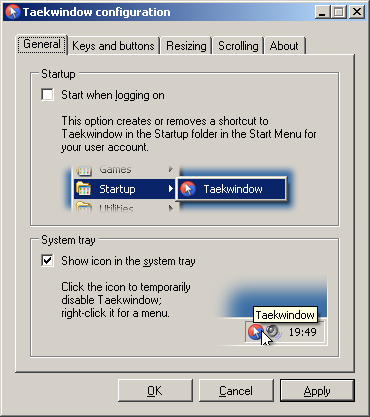 Taekwindow configuration
General Keys and buttons Resizing Scrolling About
Startup
Start when logging on
This option creates or removes a shortcut to
Taekwindow in the Startup folder in the Start Menu for
your user account.
Games
Startup Taekwindow
Utilities
System tray
Show icon in the system tray
Click the icon to temporarily
disable Taekwindow;
right-click it for a menu.
Taekwindow
19:49
OK Cancel Apply